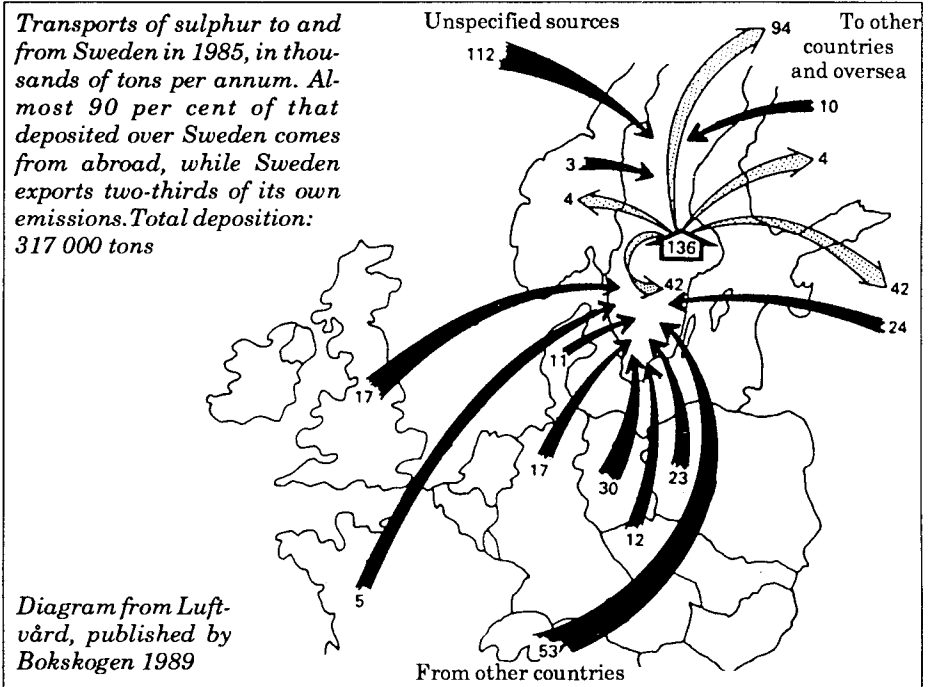 Transports of sulphur to and
from Sweden in 1985, in thou-
sands of tons per annum. Al-
most 90 per cent of that
deposited over Sweden comes
from abroad, while Sweden
exports two-thirds of its own
emissions. Total deposition:
317 000 tons
Unspecified sources
112
94
To other
countries
and oversea
10
3
4
4
136
42
42
24
11
17
17
30
23
12
5
53
From other countries
Diagram from Luft-
vård, published by
Bokskogen 1989